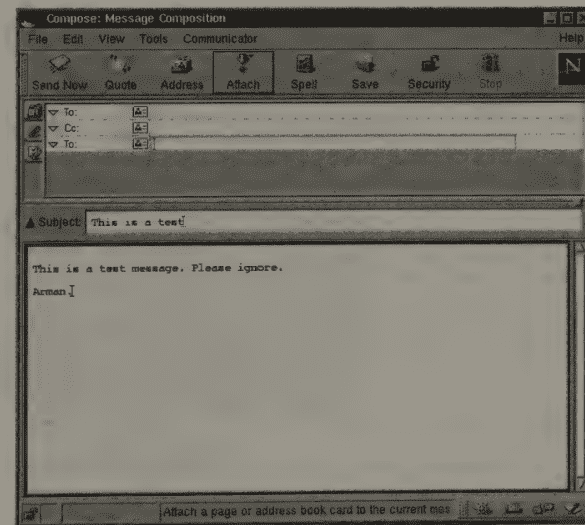 Compose: Message Composition
File Edit View Tools Communicator Help
Send Now Quote Address Attach Spell Save Security Stop
N
To:
Cc:
To:
Subject: This is a test
This is a test message. Please ignore.
Arman.
Attach a page or address book card to the current mes